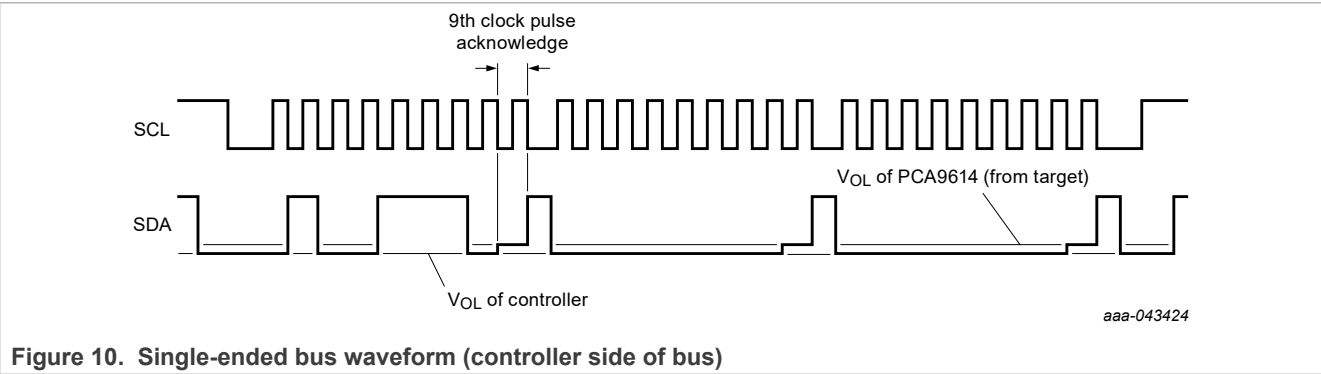 9th clock pulse
acknowledge
SCL
VOL of PCA9614 (from target)
SDA
VOL of controller
aaa-043424
Figure 10. Single-ended bus waveform (controller side of bus)